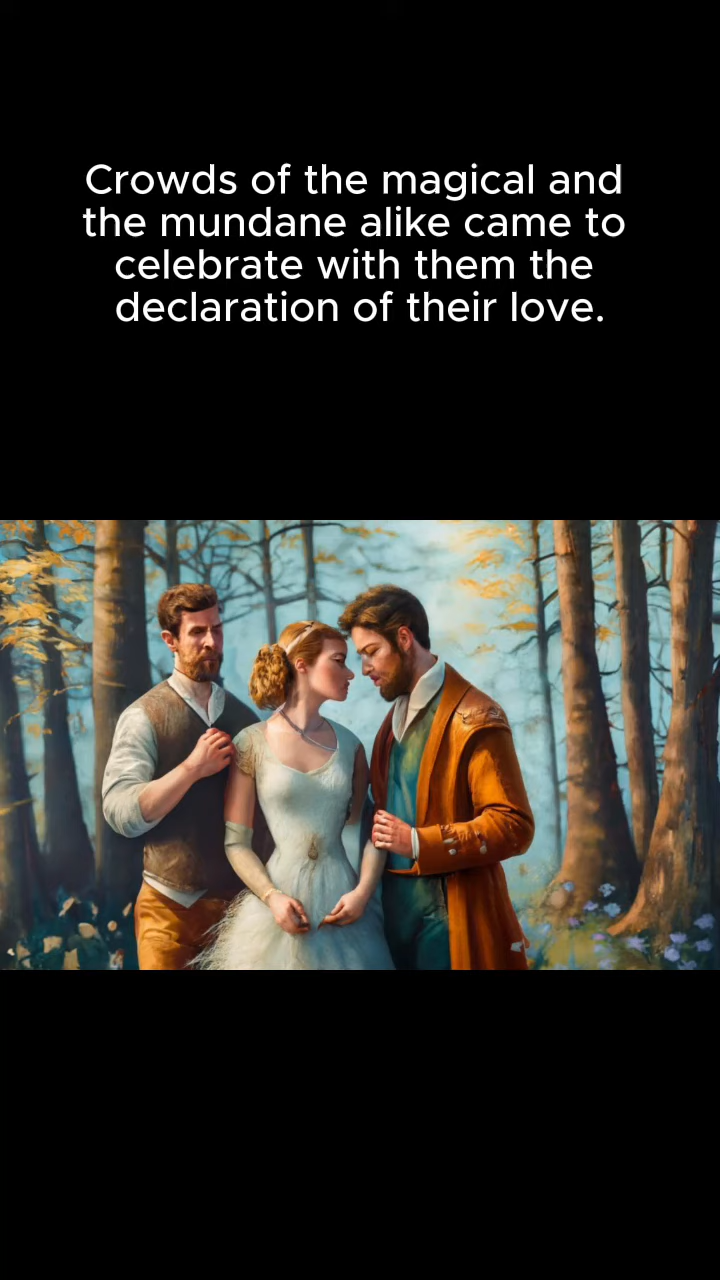 Crowds of the magical and
the mundane alike came to
celebrate with them the
declaration of their love.